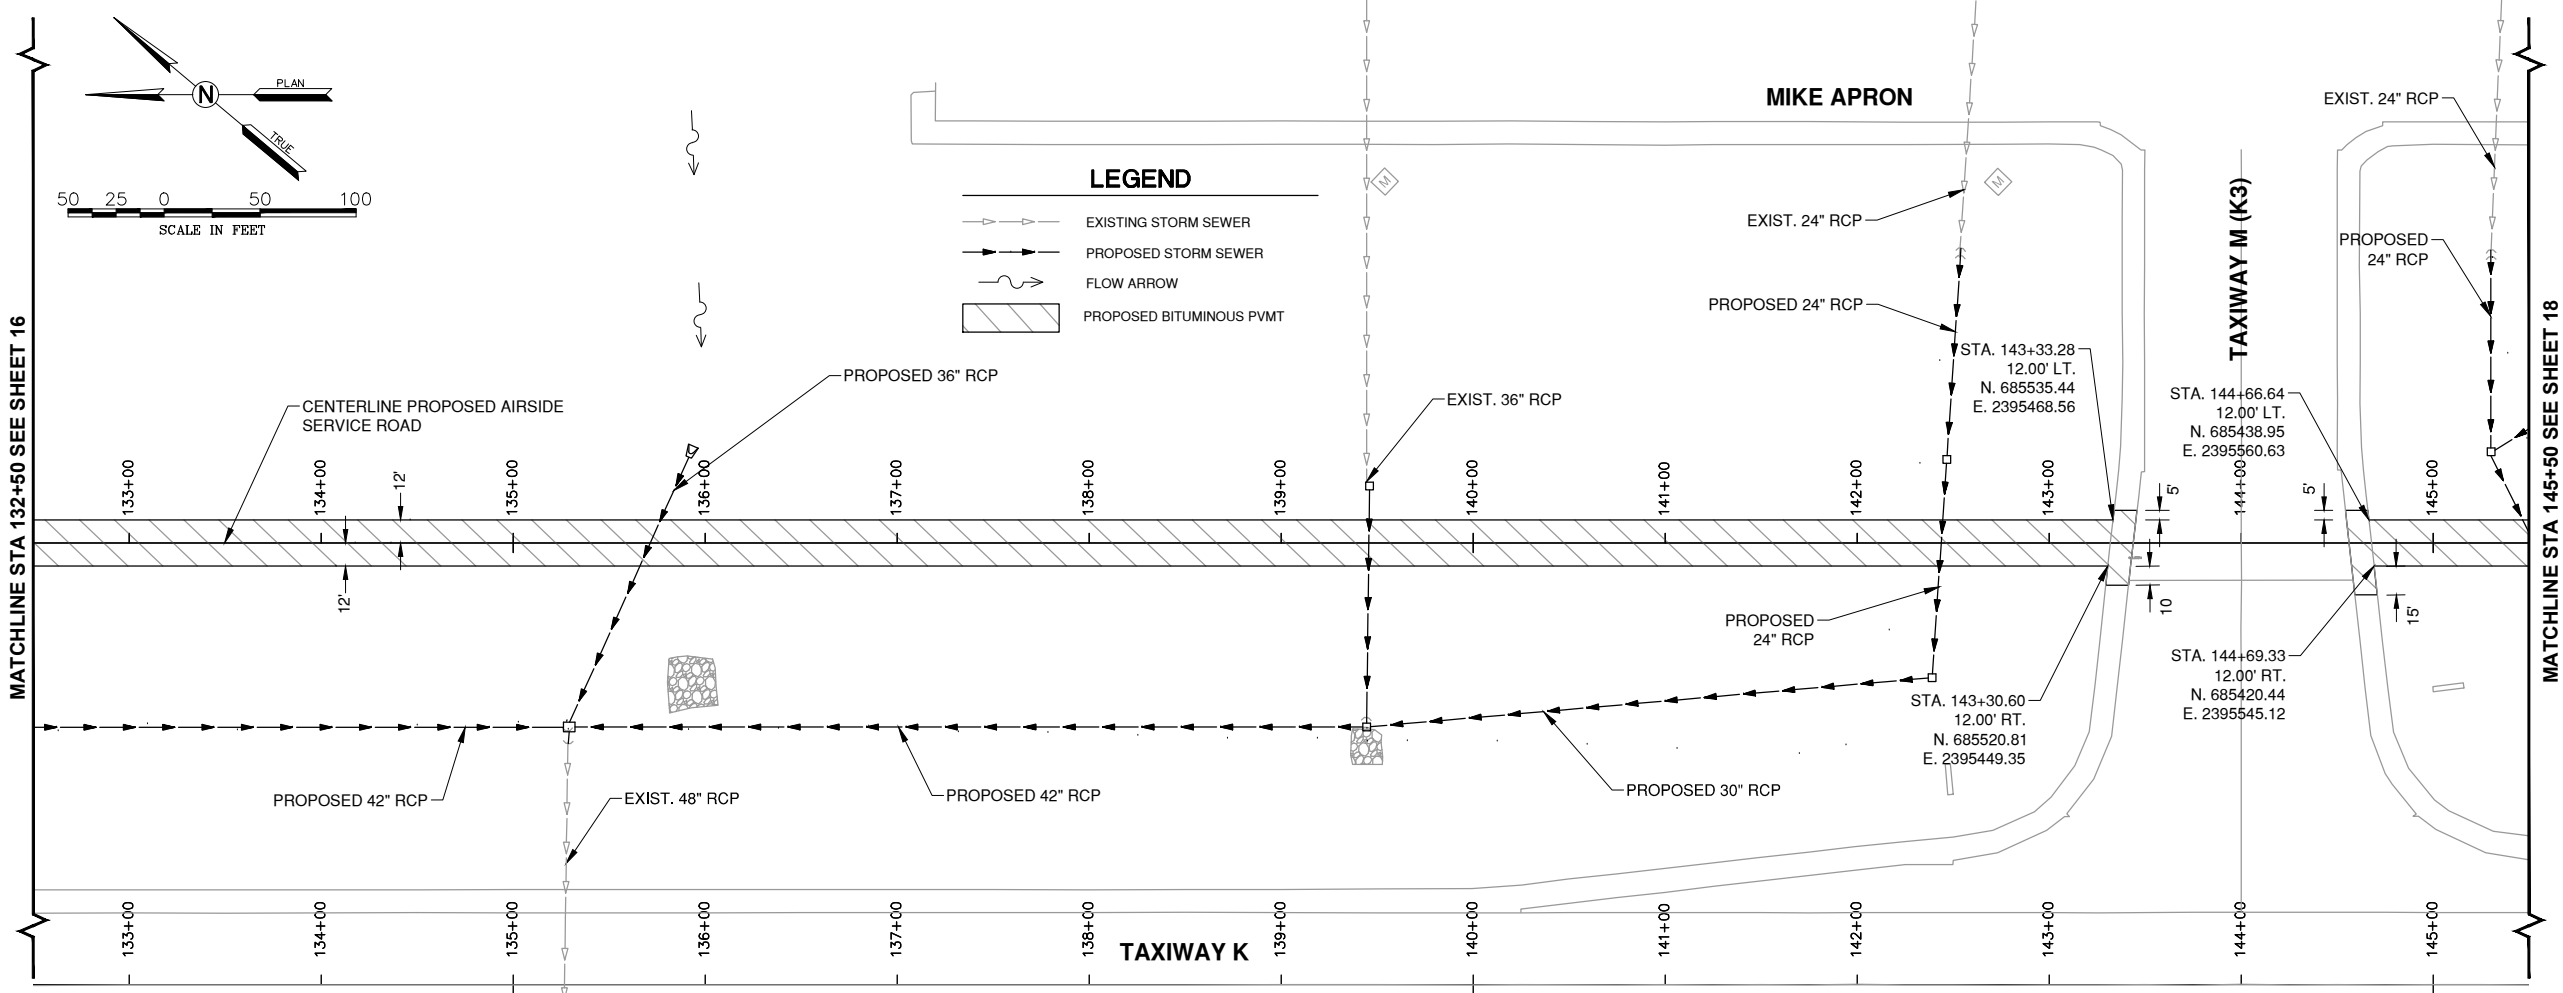 N
PLAN
TRUE
50 25 0 50 100
SCALE IN FEET
MATCHLINE STA 132+50 SEE SHEET 16
MIKE APRON
LEGEND
EXISTING STORM SEWER
PROPOSED STORM SEWER
FLOW ARROW
PROPOSED BITUMINOUS PVMT
M
M
EXIST. 24" RCP
EXIST. 24" RCP
TAXIWAY M (K3)
PROPOSED
24" RCP
PROPOSED 24" RCP
PROPOSED 36" RCP
EXIST. 36" RCP
CENTERLINE PROPOSED AIRSIDE
SERVICE ROAD
STA. 143+33.28
12.00' LT.
N. 685535.44
E. 2395468.56
STA. 144+66.64
12.00' LT.
N. 685438.95
E. 2395560.63
133+00
134+00
135+00
136+00
137+00
138+00
139+00
140+00
141+00
142+00
143+00
144+00
145+00
12'
12'
5'
5'
10
15'
PROPOSED
24" RCP
STA. 143+30.60
12.00' RT.
N. 685520.81
E. 2395449.35
STA. 144+69.33
12.00' RT.
N. 685420.44
E. 2395545.12
PROPOSED 42" RCP
EXIST. 48" RCP
PROPOSED 42" RCP
PROPOSED 30" RCP
133+00
134+00
135+00
136+00
137+00
138+00
139+00
140+00
141+00
142+00
143+00
144+00
145+00
TAXIWAY K
MATCHLINE STA 145+50 SEE SHEET 18